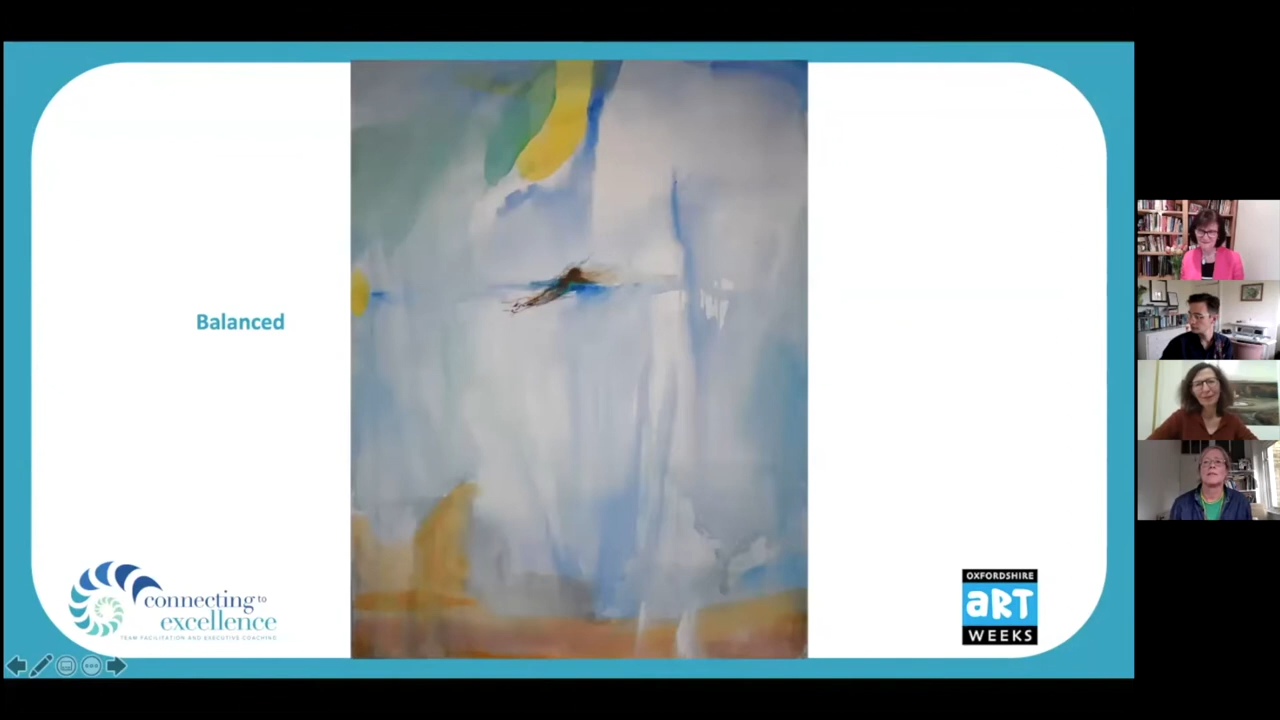 Balanced
connecting to
excellence
TEAM FACILITATION AND EXECUTIVE COACHING
OXFORDSHIRE
aRT
WEEKS